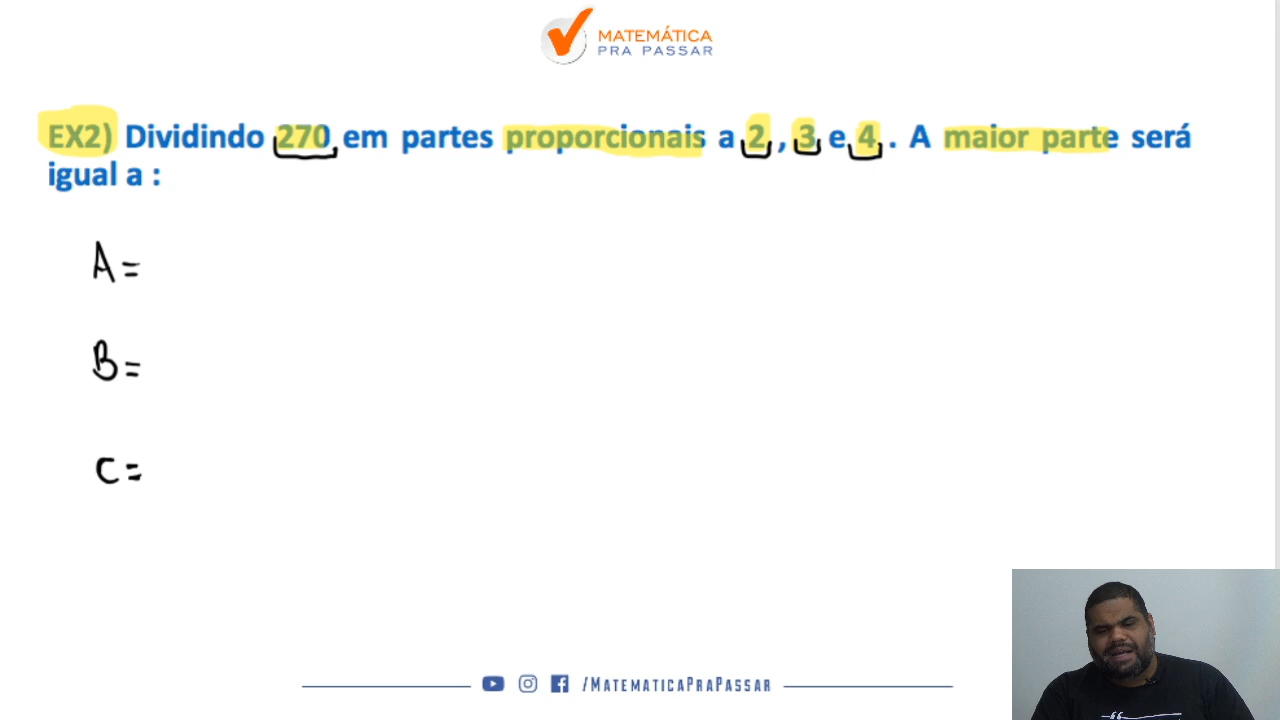 MATEMÁTICA
PRA PASSAR
EX2) Dividindo 270 em partes proporcionais a 2 , 3 e 4 . A maior parte será
igual a :
A=
B=
C=
/MATEMATICAPRAPASSAR